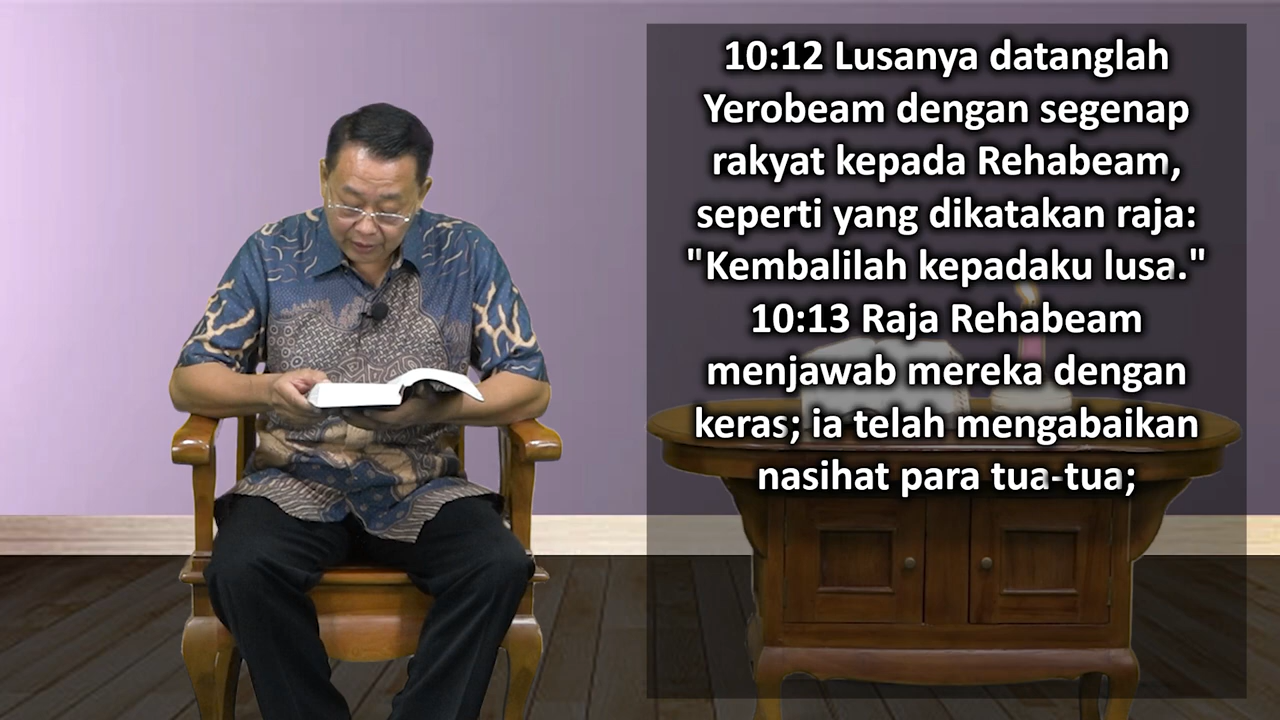 10:12 Lusanya datanglah
Yerobeam dengan segenap
rakyat kepada Rehabeam,
seperti yang dikatakan raja:
"Kembalilah kepadaku lusa."
10:13 Raja Rehabeam
menjawab mereka dengan
keras; ia telah mengabaikan
nasihat para tua-tua;